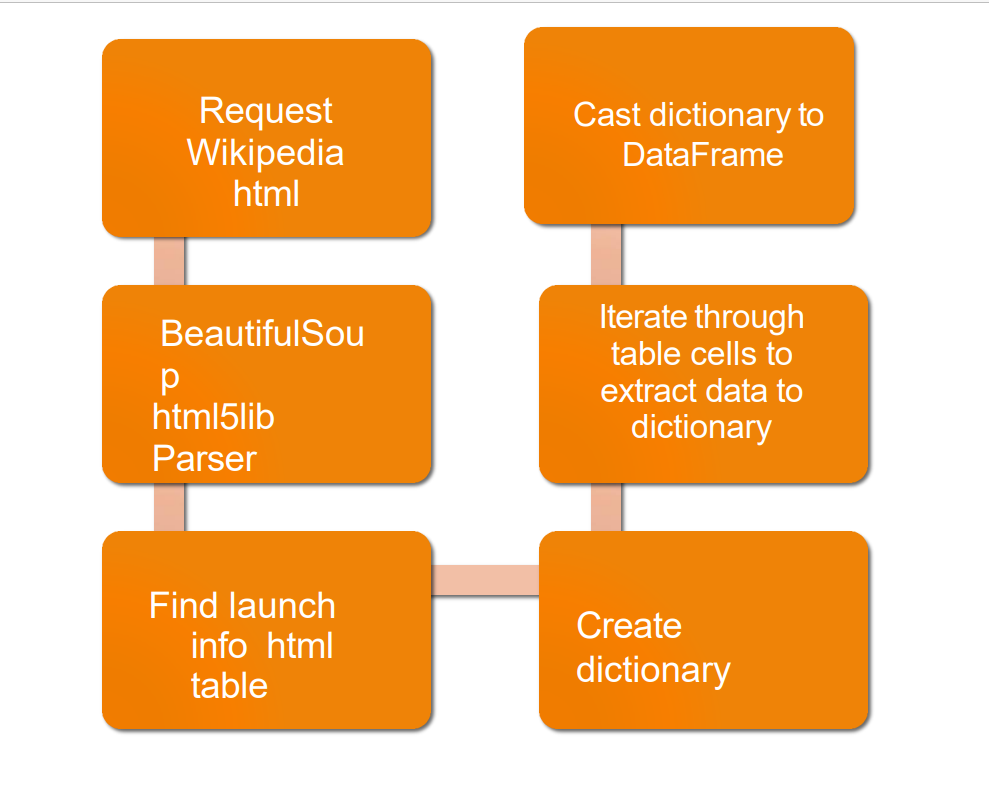 Request
Wikipedia
html
BeautifulSou
p
html5lib
Parser
Find launch
info html
table
Create
dictionary
Iterate through
table cells to
extract data to
dictionary
Cast dictionary to
DataFrame